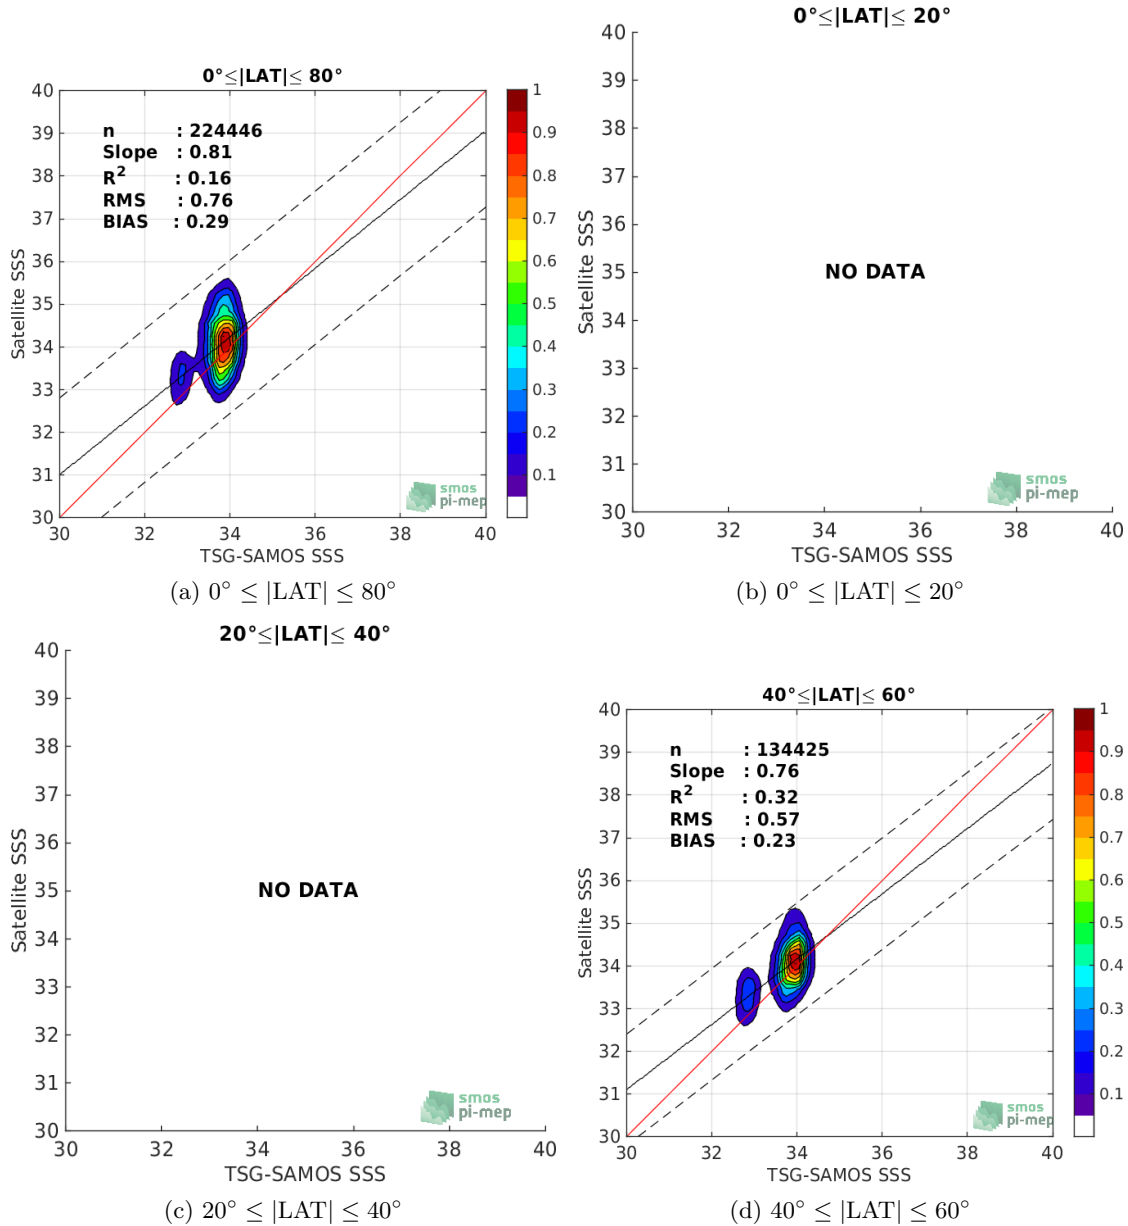 0°≤|LAT|≤ 80°
n : 224446
Slope : 0.81
R² : 0.16
RMS : 0.76
BIAS : 0.29
40
39
38
37
36
35
34
33
32
31
30
Satellite SSS
30 32 34 36 38 40
TSG-SAMOS SSS
1
0.9
0.8
0.7
0.6
0.5
0.4
0.3
0.2
0.1
smos
pi-mep
(a) 0° ≤ |LAT| ≤ 80°
0°≤|LAT|≤ 20°
40
39
38
37
36
35
34
33
32
31
30
Satellite SSS
NO DATA
smos
pi-mep
30 32 34 36 38 40
TSG-SAMOS SSS
(b) 0° ≤ |LAT| ≤ 20°
20°≤|LAT|≤ 40°
40
39
38
37
36
35
34
33
32
31
30
Satellite SSS
NO DATA
smos
pi-mep
30 32 34 36 38 40
TSG-SAMOS SSS
(c) 20° ≤ |LAT| ≤ 40°
40°≤|LAT|≤ 60°
n : 134425
Slope : 0.76
R² : 0.32
RMS : 0.57
BIAS : 0.23
40
39
38
37
36
35
34
33
32
31
30
Satellite SSS
30 32 34 36 38 40
TSG-SAMOS SSS
1
0.9
0.8
0.7
0.6
0.5
0.4
0.3
0.2
0.1
smos
pi-mep
(d) 40° ≤ |LAT| ≤ 60°